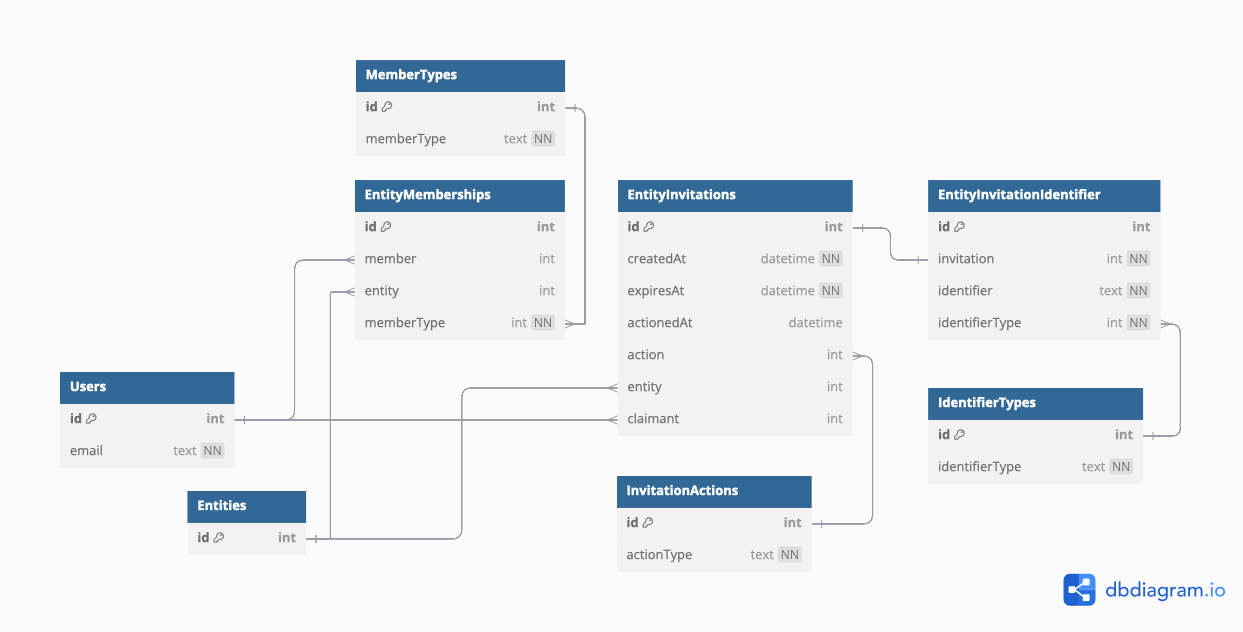 MemberTypes
id int
memberType text NN
EntityMemberships
id int
member int
entity int
memberType int NN
EntityInvitations
id int
createdAt datetime NN
expiresAt datetime NN
actionedAt datetime
action int
entity int
claimant int
EntityInvitationIdentifier
id int
invitation int NN
identifier text NN
identifierType int NN
Users
id int
email text NN
IdentifierTypes
id int
identifierType text NN
Entities
id int
InvitationActions
id int
actionType text NN
dbdiagram.io